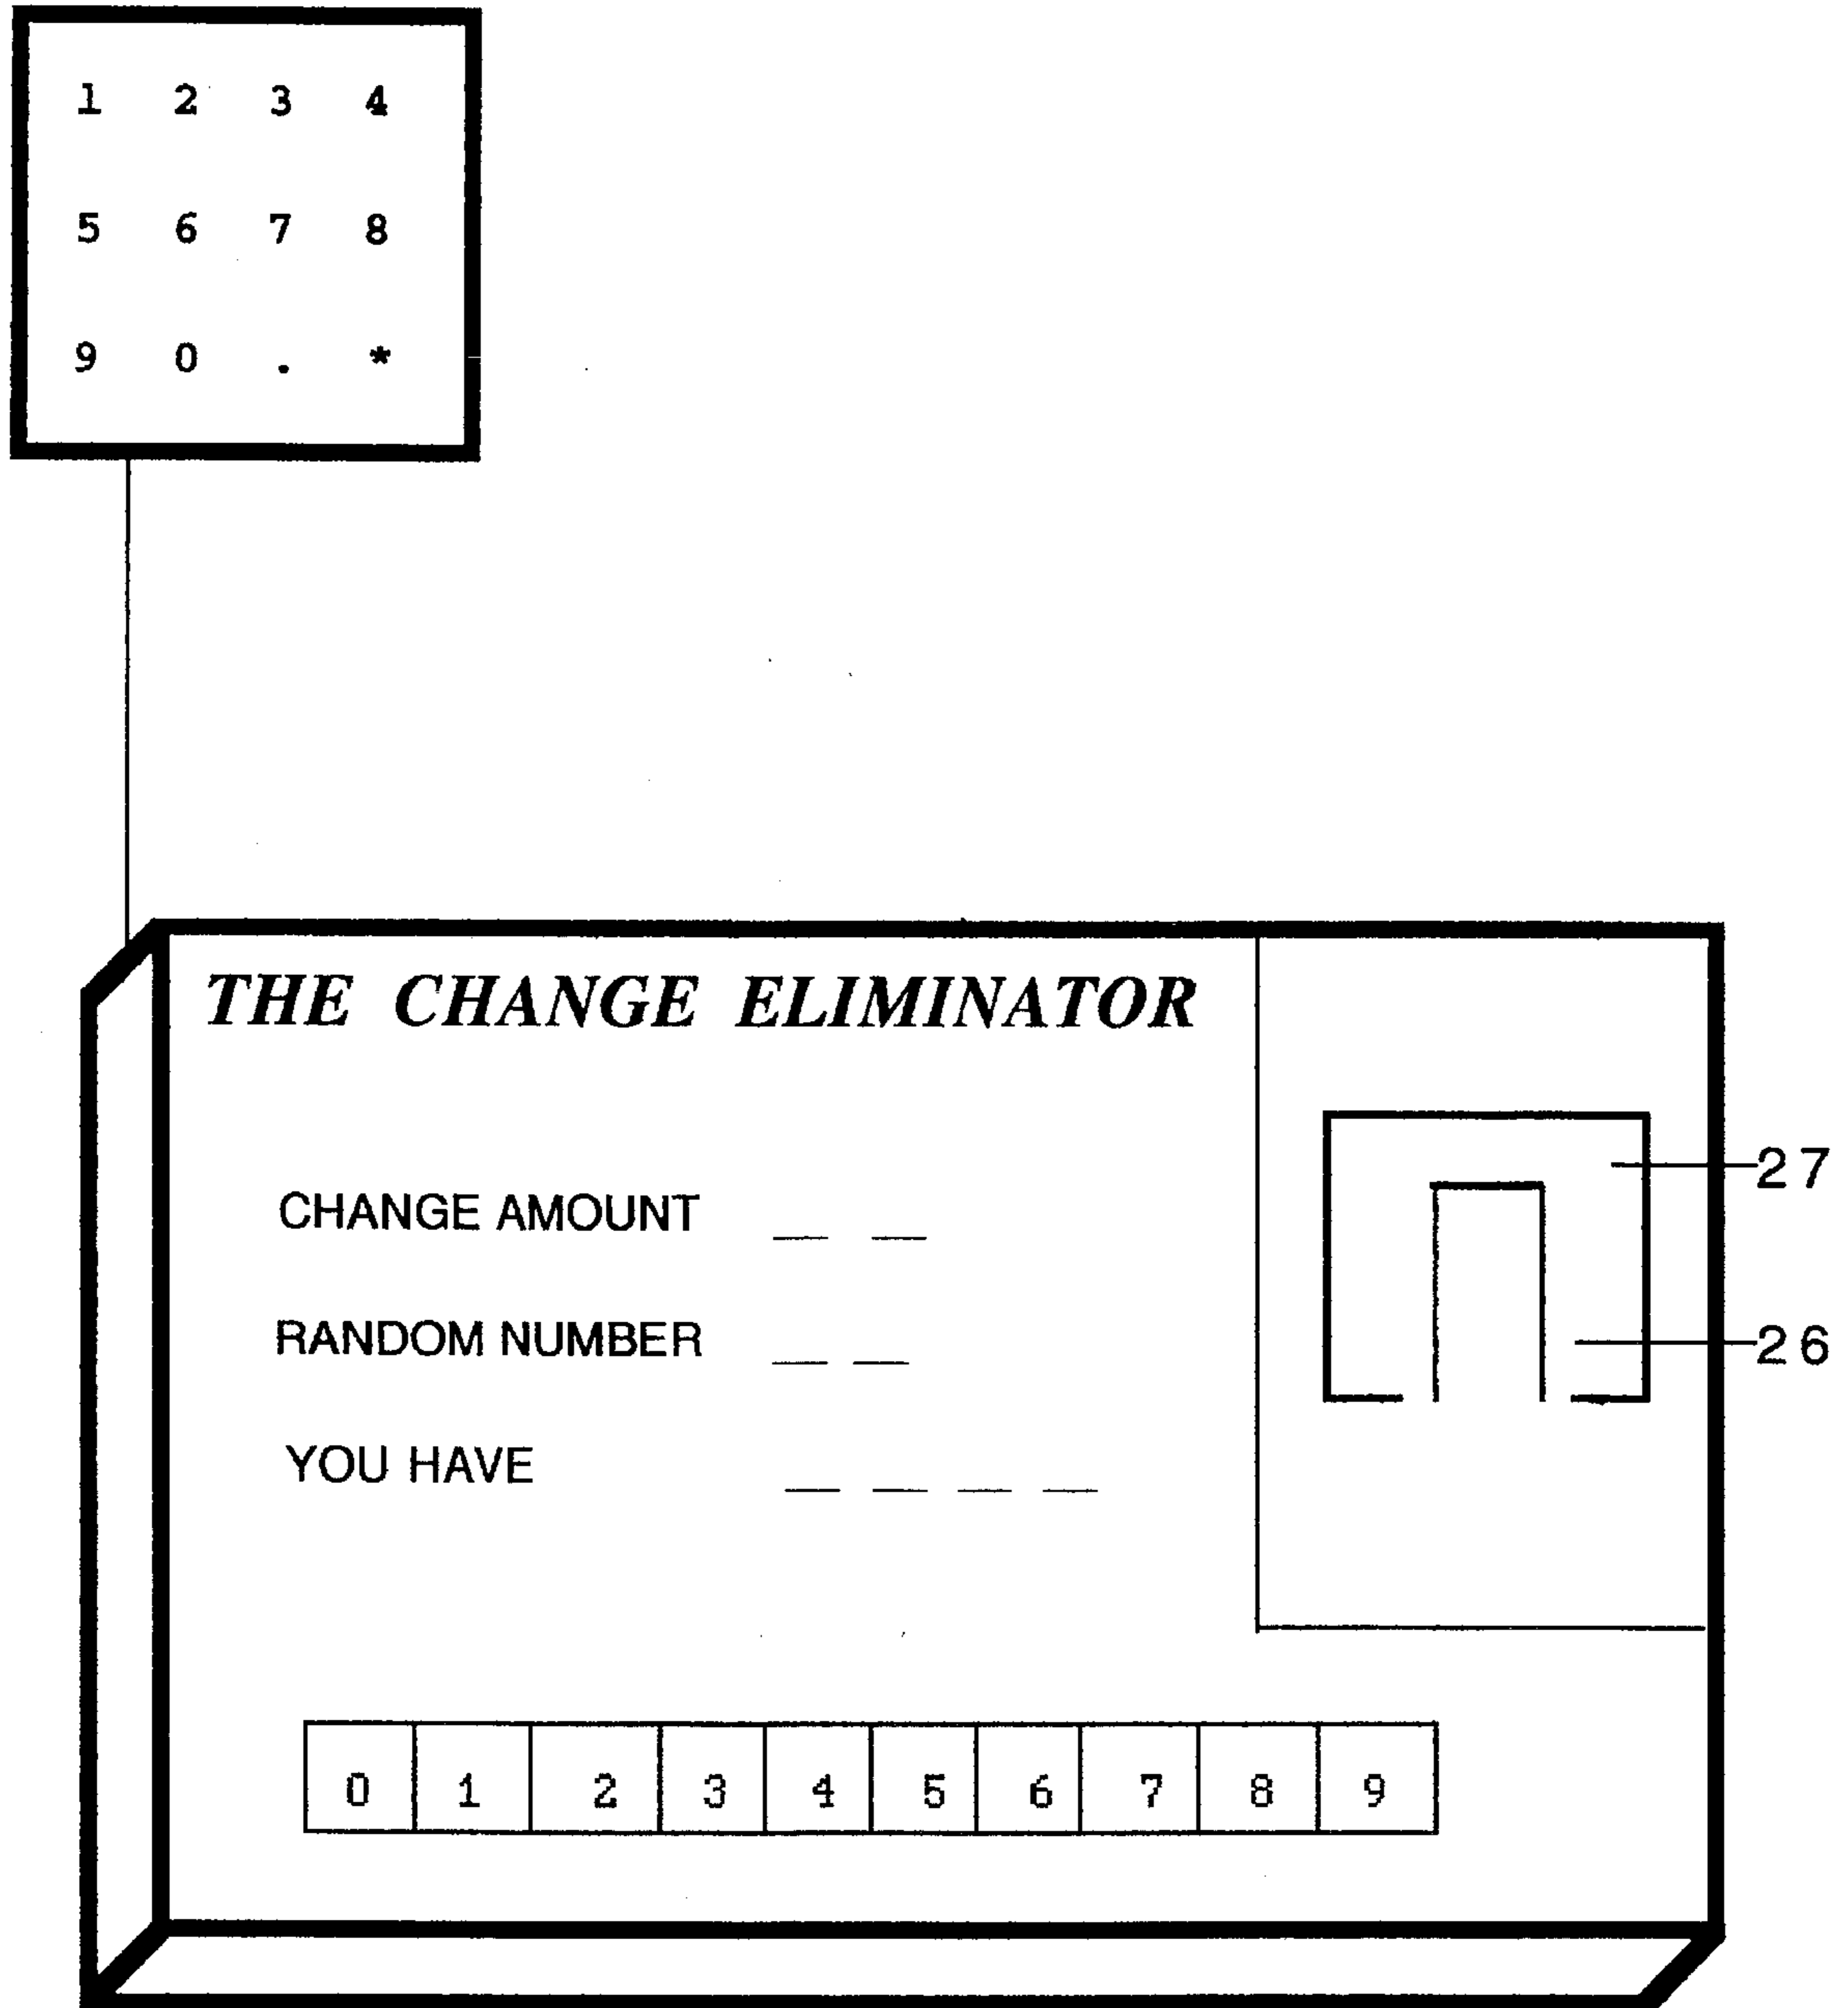 1 2 3 4
5 6 7 8
9 0 . *
THE CHANGE ELIMINATOR
27
CHANGE AMOUNT _ _
RANDOM NUMBER _ _
26
YOU HAVE _ _ _ _
0 1 2 3 4 5 6 7 8 9